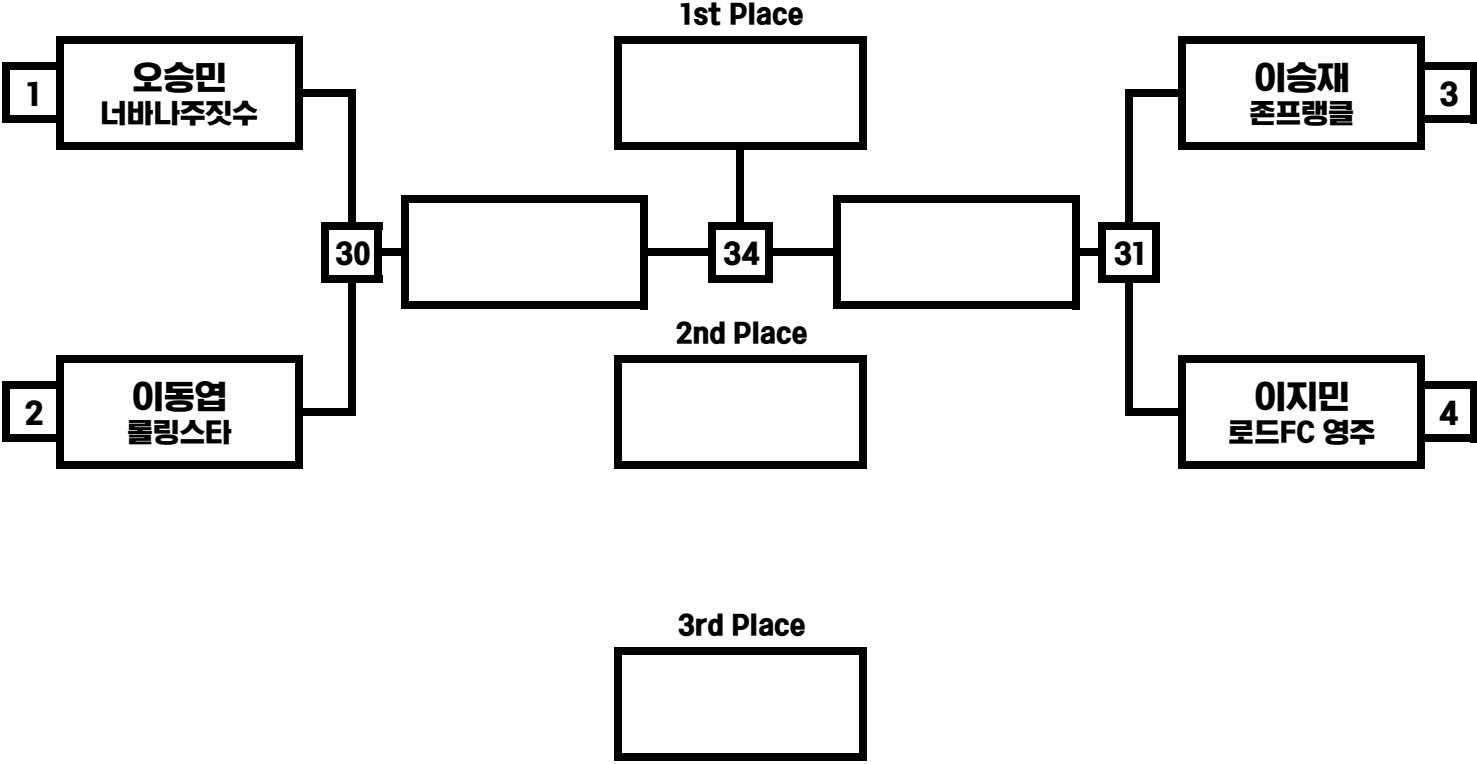 1st Place
1
오승민
너바나주짓수
이승재
존프랭클
3
30
34
31
2nd Place
2
이동엽
롤링스타
이지민
로드FC 영주
4
3rd Place